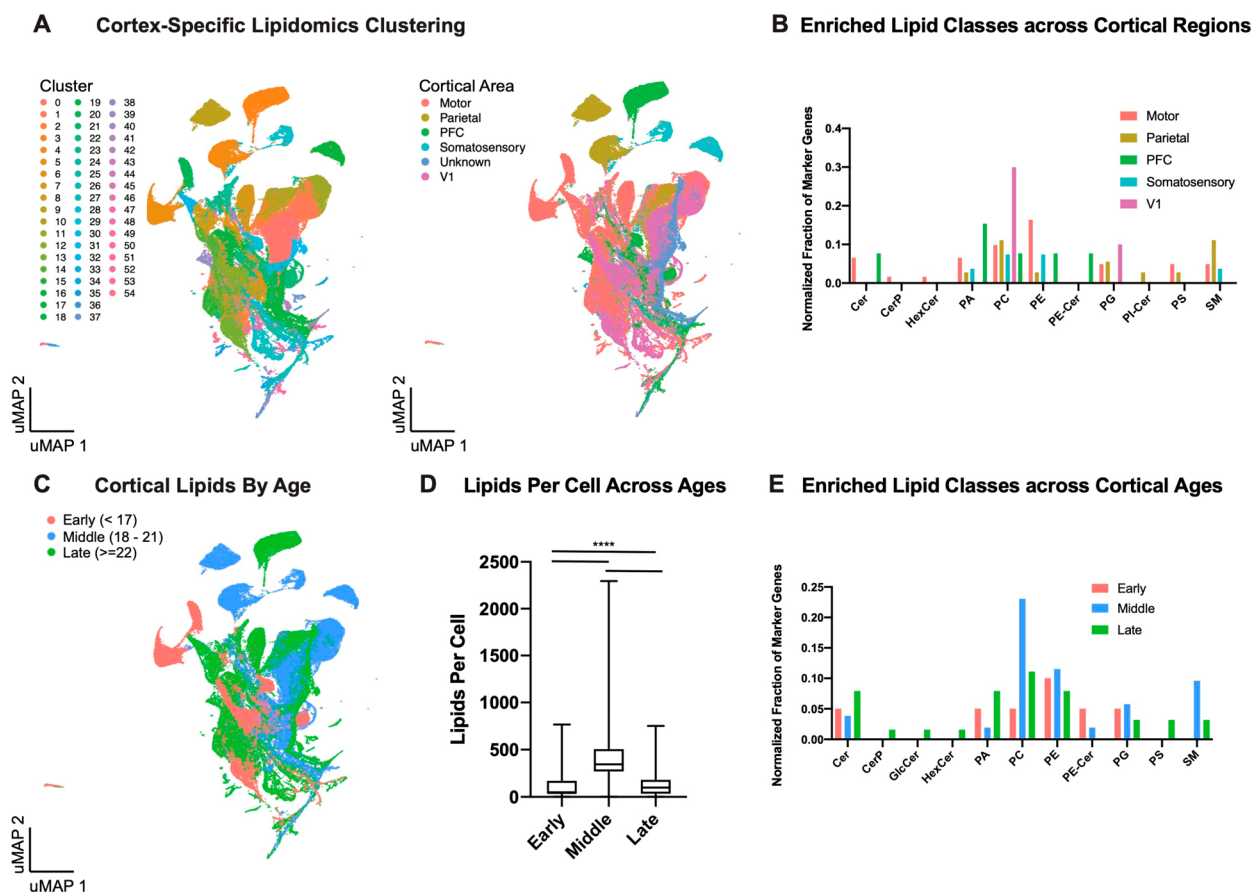 A Cortex-Specific Lipidomics Clustering
Cluster
0 19 38
1 20 39
2 21 40
3 22 41
4 23 42
5 24 43
6 25 44
7 26 45
8 27 46
9 28 47
10 29 48
11 30 49
12 31 50
13 32 51
14 33 52
15 34 53
16 35 54
17 36
18 37
uMAP 2
uMAP 1
Cortical Area
Motor
Parietal
PFC
Somatosensory
Unknown
V1
uMAP 2
uMAP 1
B Enriched Lipid Classes across Cortical Regions
Normalized Fraction of Marker Genes
0.4
0.3
0.2
0.1
0.0
Motor
Parietal
PFC
Somatosensory
V1
Cer CerP HexCer PA PC PE PE-Cer PG PI-Cer PS SM
C Cortical Lipids By Age
Early (< 17)
Middle (18 - 21)
Late (>=22)
uMAP 2
uMAP 1
D Lipids Per Cell Across Ages
****
Lipids Per Cell
2500
2000
1500
1000
500
0
Early Middle Late
E Enriched Lipid Classes across Cortical Ages
Normalized Fraction of Marker Genes
0.25
0.20
0.15
0.10
0.05
0.00
Early
Middle
Late
Cer CerP GlcCer HexCer PA PC PE PE-Cer PG PS SM